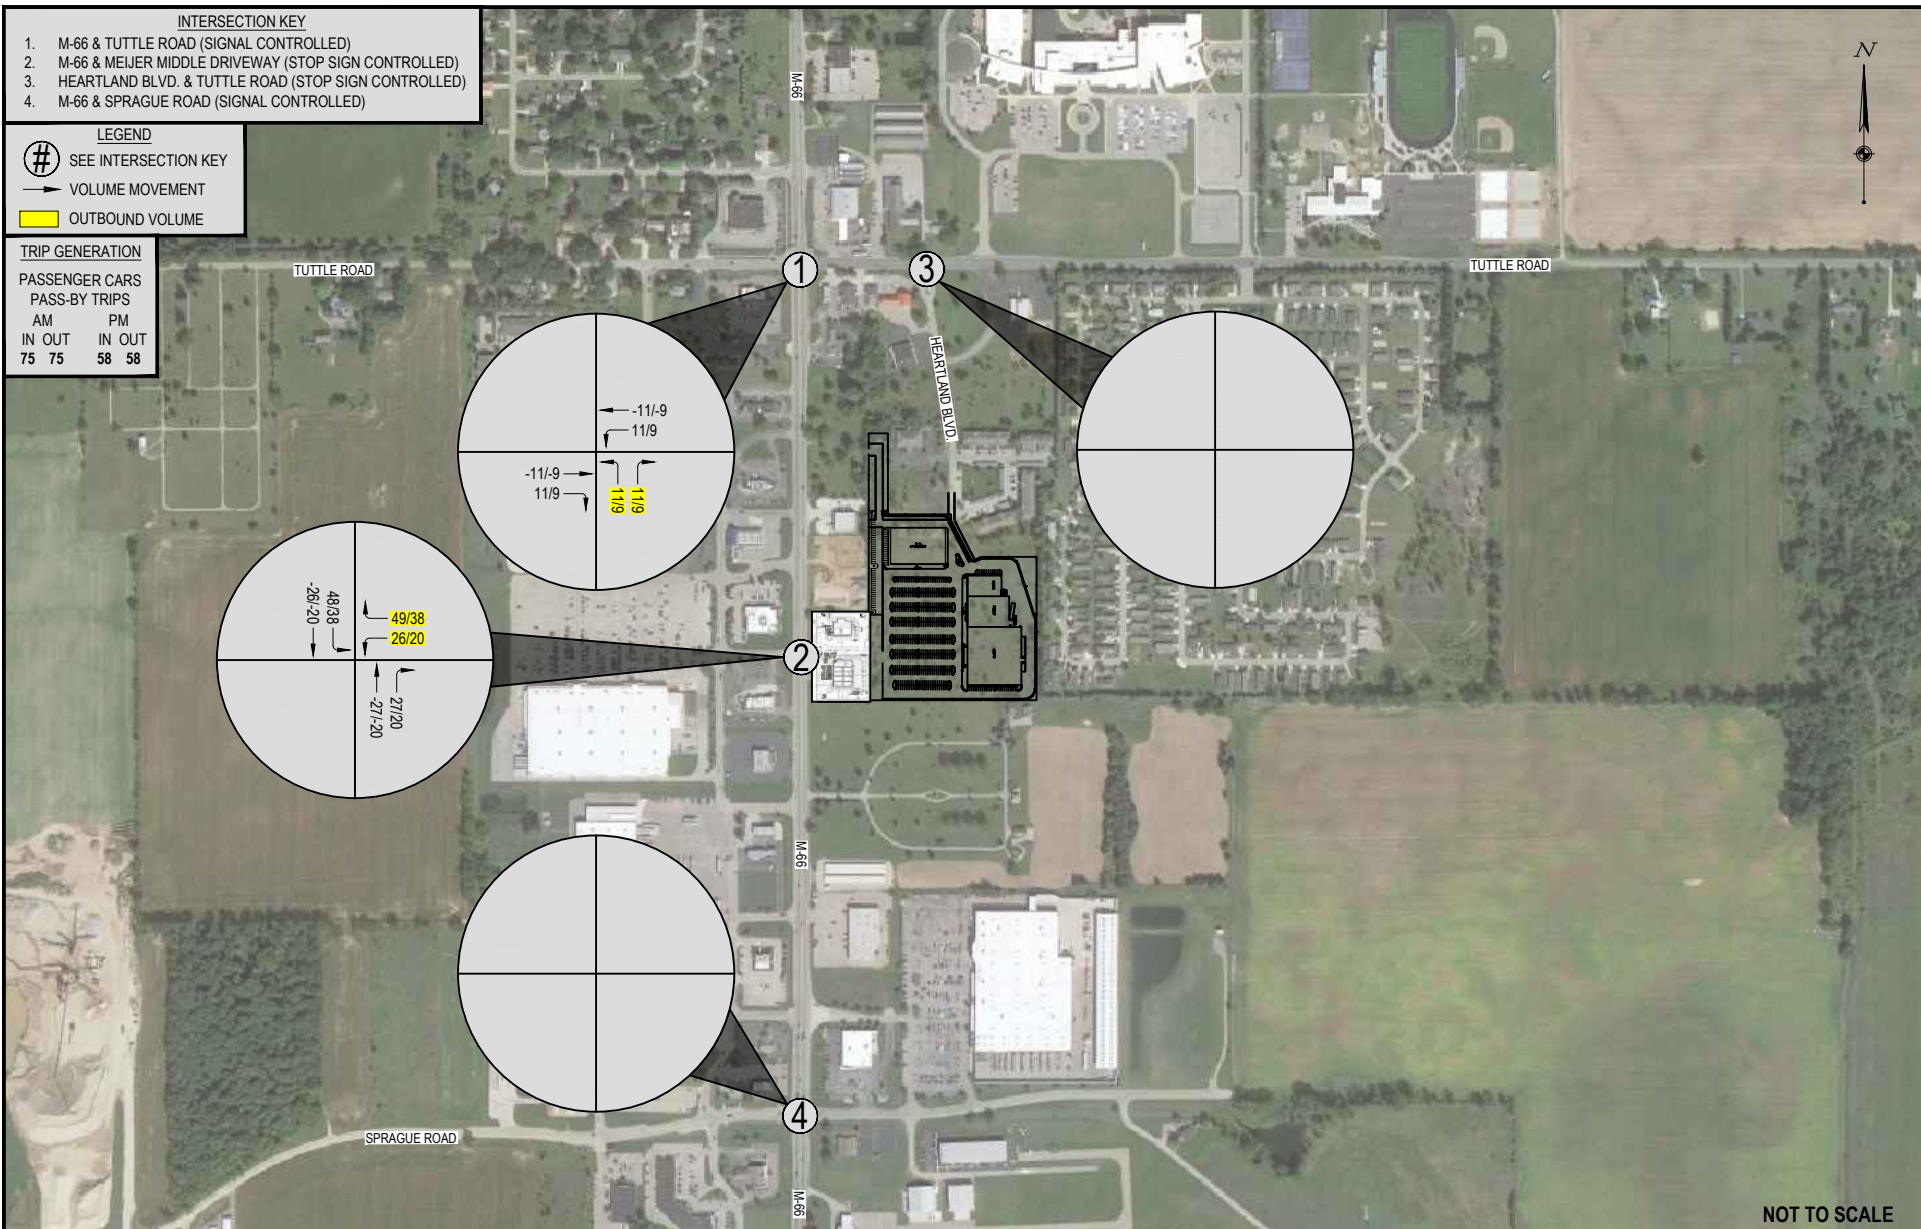 INTERSECTION KEY
1. M-66 & TUTTLE ROAD (SIGNAL CONTROLLED)
2. M-66 & MEIJER MIDDLE DRIVEWAY (STOP SIGN CONTROLLED)
3. HEARTLAND BLVD. & TUTTLE ROAD (STOP SIGN CONTROLLED)
4. M-66 & SPRAGUE ROAD (SIGNAL CONTROLLED)
LEGEND
# SEE INTERSECTION KEY
VOLUME MOVEMENT
OUTBOUND VOLUME
TRIP GENERATION
PASSENGER CARS
PASS-BY TRIPS
AM PM
IN OUT IN OUT
75 75 58 58
N
M-66
TUTTLE ROAD
1
3
TUTTLE ROAD
HEARTLAND BLVD.
-11/-9
11/9
-11/-9
11/9
11/9
11/9
-26/-20
48/38
49/38
26/20
-27/-20
27/20
2
M-66
4
SPRAGUE ROAD
M-66
NOT TO SCALE